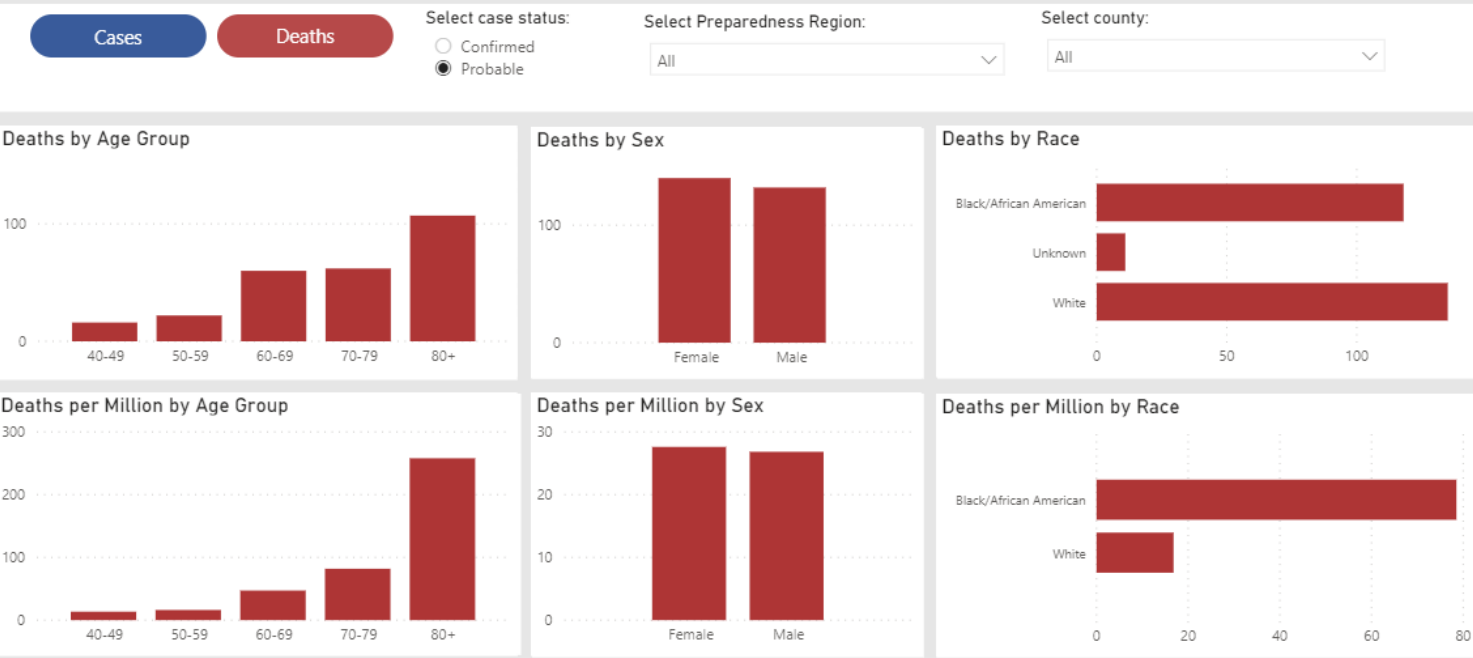 Cases
Deaths
Select case status:
Confirmed
Probable
Select Preparedness Region:
All
Select county:
All
Deaths by Age Group
100
0
40-49 50-59 60-69 70-79 80+
Deaths by Sex
100
0
Female Male
Deaths by Race
Black/African American
Unknown
White
0 50 100
Deaths per Million by Age Group
300
200
100
0
40-49 50-59 60-69 70-79 80+
Deaths per Million by Sex
30
20
10
0
Female Male
Deaths per Million by Race
Black/African American
White
0 20 40 60 80